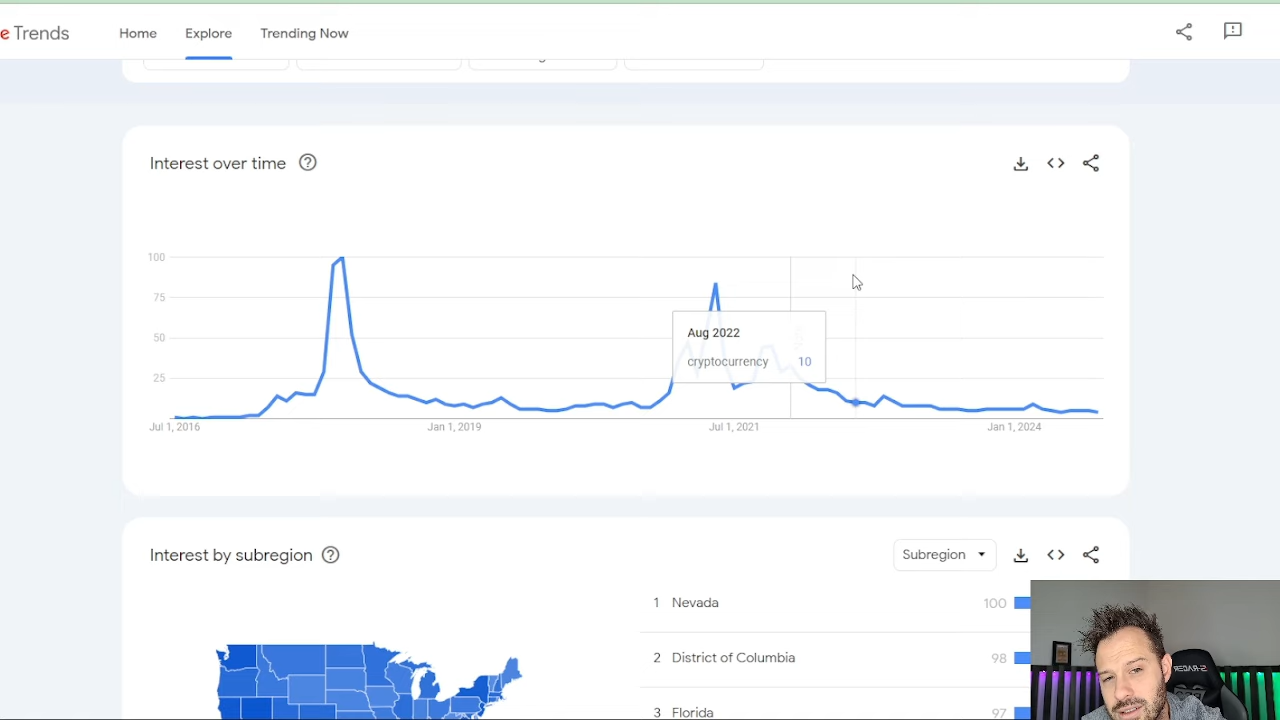 e Trends
Home
Explore
Trending Now
Interest over time
100
75
50
25
Aug 2022
cryptocurrency 10
Jul 1, 2016
Jan 1, 2019
Jul 1, 2021
Jan 1, 2024
Interest by subregion
Subregion
1 Nevada 100
2 District of Columbia 98
3 Florida 97